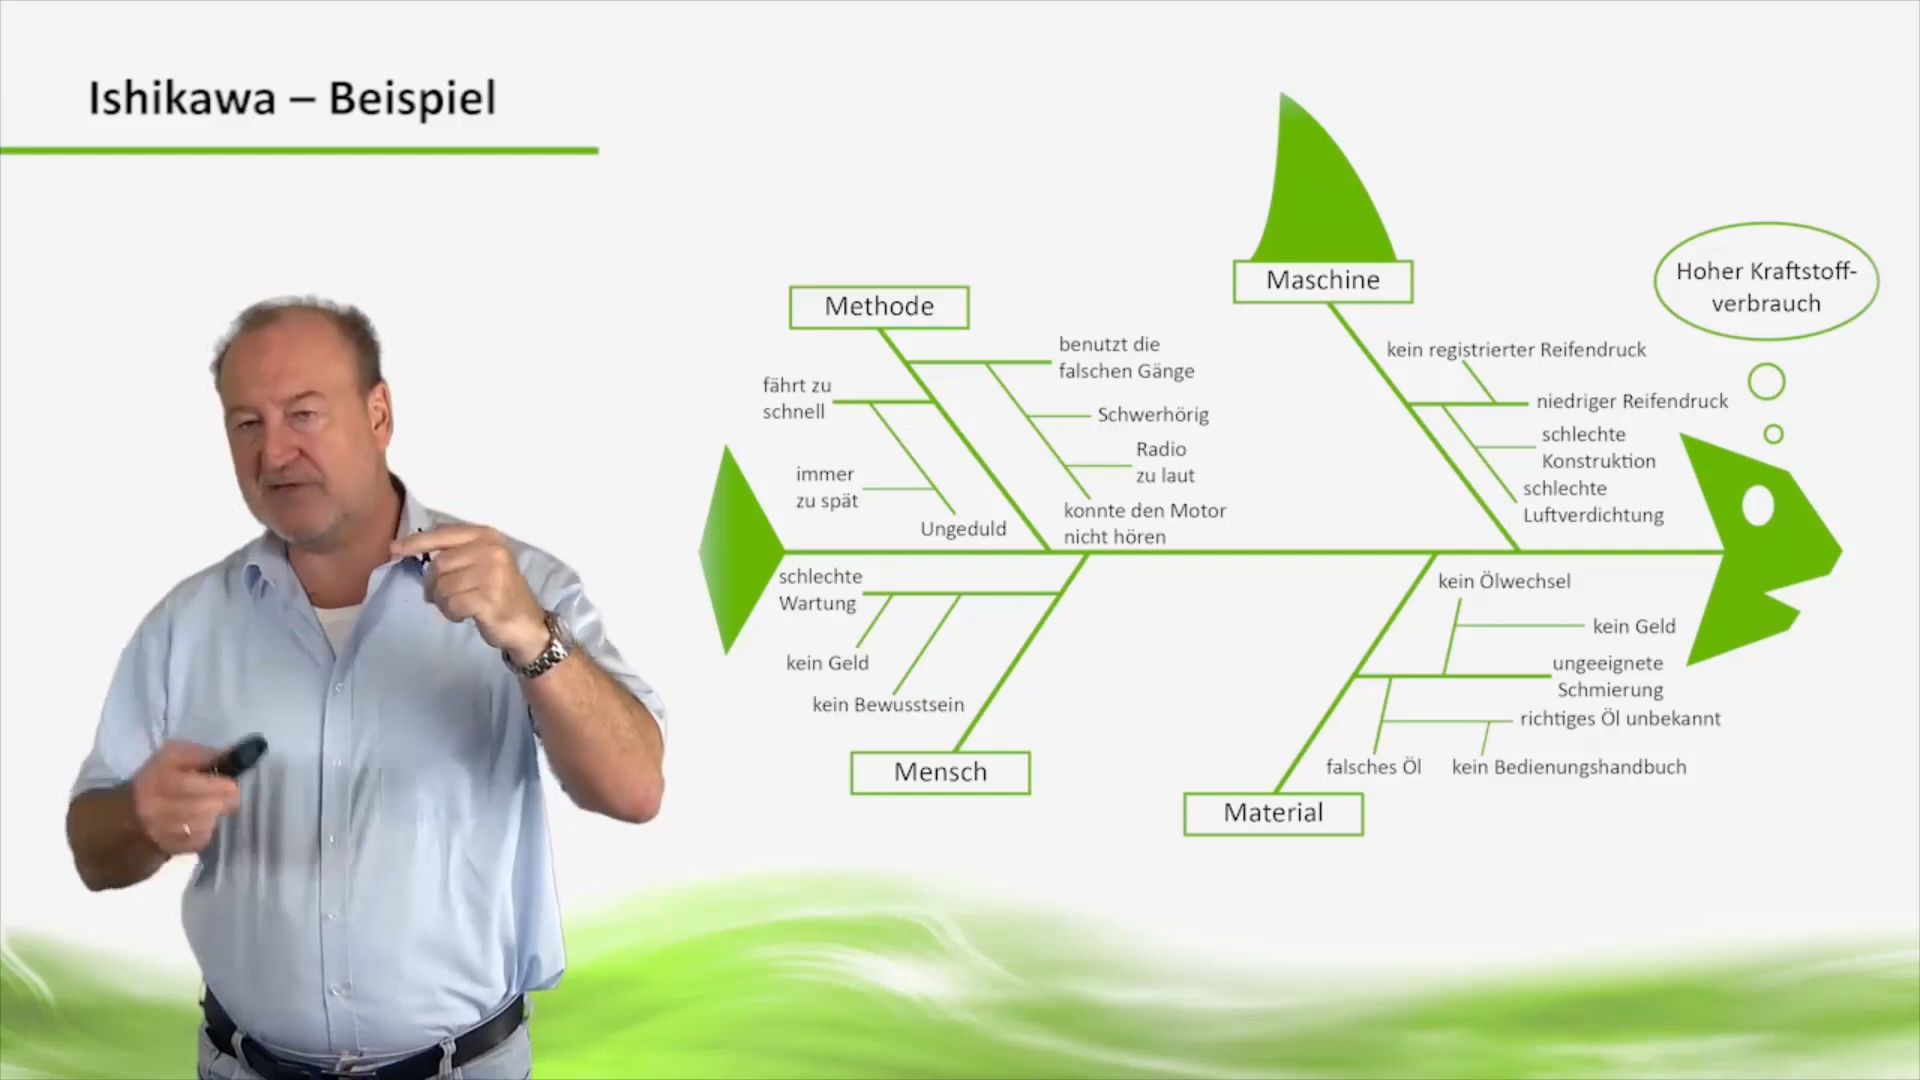 Ishikawa – Beispiel
Methode
benutzt die
falschen Gänge
fährt zu
schnell
Schwerhörig
Radio
zu laut
immer
zu spät
Ungeduld
konnte den Motor
nicht hören
Maschine
kein registrierter Reifendruck
niedriger Reifendruck
schlechte
Konstruktion
schlechte
Luftverdichtung
Hoher Kraftstoff-
verbrauch
schlechte
Wartung
kein Geld
kein Bewusstsein
Mensch
kein Ölwechsel
kein Geld
ungeeignete
Schmierung
richtiges Öl unbekannt
falsches Öl
kein Bedienungshandbuch
Material